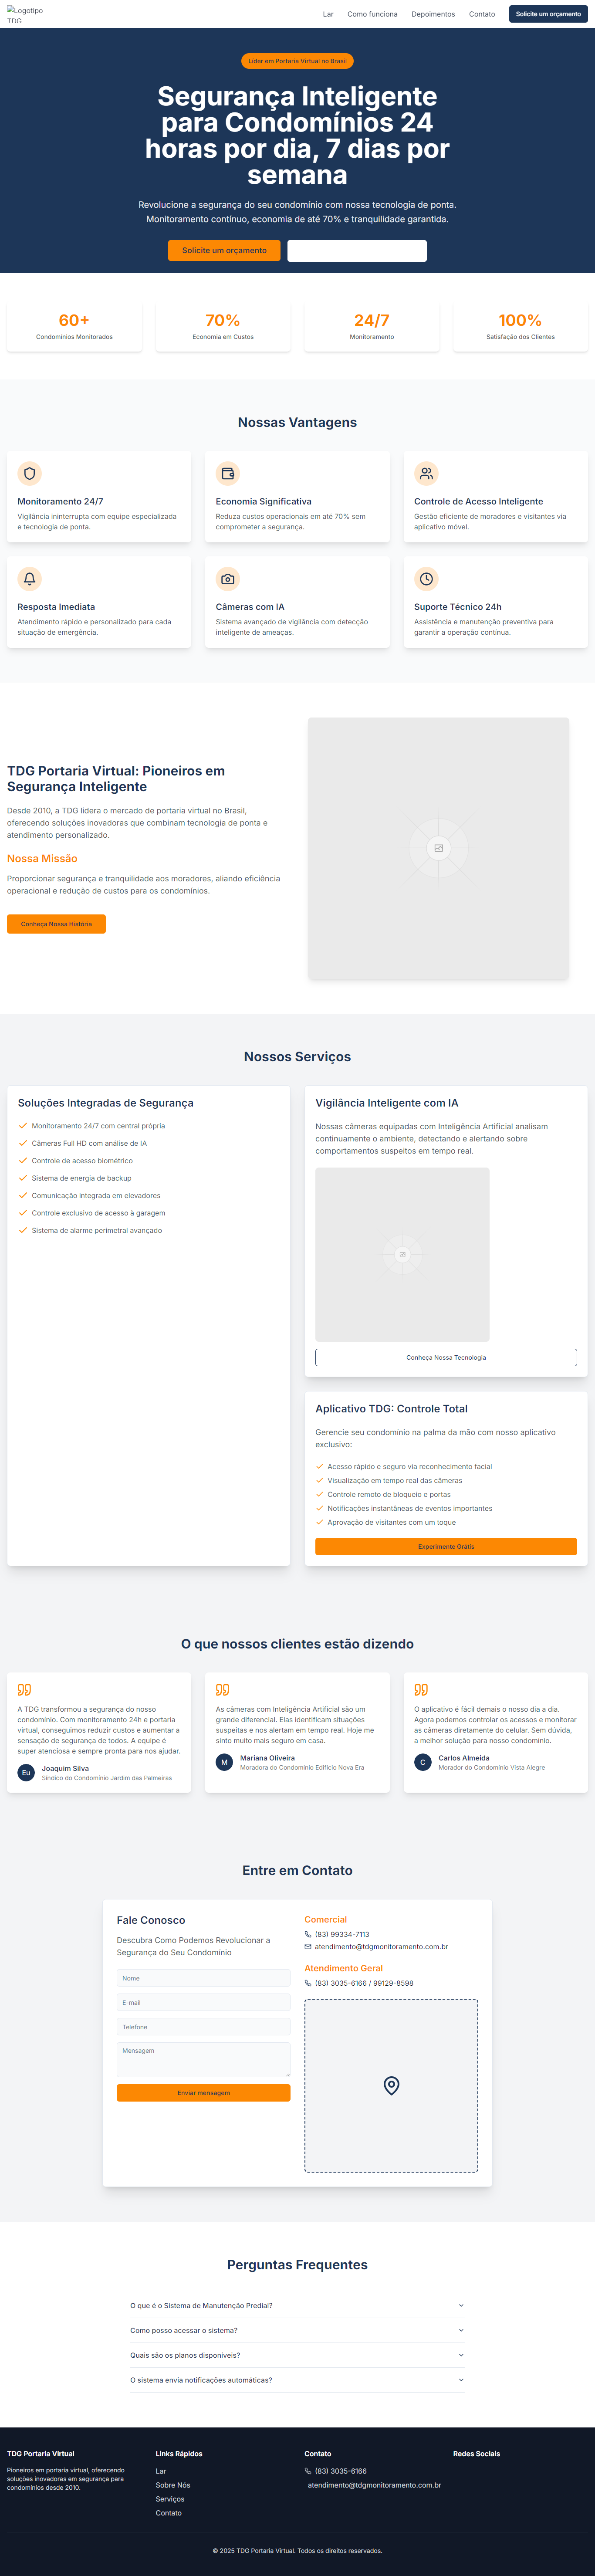 Logotipo
TDG
Lar
Como funciona
Depoimentos
Contato
Solicite um orçamento
Líder em Portaria Virtual no Brasil
Segurança Inteligente
para Condomínios 24
horas por dia, 7 dias por
semana
Revolucione a segurança do seu condomínio com nossa tecnologia de ponta.
Monitoramento contínuo, economia de até 70% e tranquilidade garantida.
Solicite um orçamento
60+
Condomínios Monitorados
70%
Economia em Custos
24/7
Monitoramento
100%
Satisfação dos Clientes
Nossas Vantagens
Monitoramento 24/7
Vigilância ininterrupta com equipe especializada
e tecnologia de ponta.
Economia Significativa
Reduza custos operacionais em até 70% sem
comprometer a segurança.
Controle de Acesso Inteligente
Gestão eficiente de moradores e visitantes via
aplicativo móvel.
Resposta Imediata
Atendimento rápido e personalizado para cada
situação de emergência.
Câmeras com IA
Sistema avançado de vigilância com detecção
inteligente de ameaças.
Suporte Técnico 24h
Assistência e manutenção preventiva para
garantir a operação contínua.
TDG Portaria Virtual: Pioneiros em
Segurança Inteligente
Desde 2010, a TDG lidera o mercado de portaria virtual no Brasil,
oferecendo soluções inovadoras que combinam tecnologia de ponta e
atendimento personalizado.
Nossa Missão
Proporcionar segurança e tranquilidade aos moradores, aliando eficiência
operacional e redução de custos para os condomínios.
Conheça Nossa História
Nossos Serviços
Soluções Integradas de Segurança
Monitoramento 24/7 com central própria
Câmeras Full HD com análise de IA
Controle de acesso biométrico
Sistema de energia de backup
Comunicação integrada em elevadores
Controle exclusivo de acesso à garagem
Sistema de alarme perimetral avançado
Vigilância Inteligente com IA
Nossas câmeras equipadas com Inteligência Artificial analisam
continuamente o ambiente, detectando e alertando sobre
comportamentos suspeitos em tempo real.
Conheça Nossa Tecnologia
Aplicativo TDG: Controle Total
Gerencie seu condomínio na palma da mão com nosso aplicativo
exclusivo:
Acesso rápido e seguro via reconhecimento facial
Visualização em tempo real das câmeras
Controle remoto de bloqueio e portas
Notificações instantâneas de eventos importantes
Aprovação de visitantes com um toque
Experimente Grátis
O que nossos clientes estão dizendo
A TDG transformou a segurança do nosso
condomínio. Com monitoramento 24h e portaria
virtual, conseguimos reduzir custos e aumentar a
sensação de segurança de todos. A equipe é
super atenciosa e sempre pronta para nos ajudar.
Eu
Joaquim Silva
Síndico do Condomínio Jardim das Palmeiras
As câmeras com Inteligência Artificial são um
grande diferencial. Elas identificam situações
suspeitas e nos alertam em tempo real. Hoje me
sinto muito mais seguro em casa.
M
Mariana Oliveira
Moradora do Condomínio Edifício Nova Era
O aplicativo é fácil demais o nosso dia a dia.
Agora podemos controlar os acessos e monitorar
as câmeras diretamente do celular. Sem dúvida,
a melhor solução para nosso condomínio.
C
Carlos Almeida
Morador do Condomínio Vista Alegre
Entre em Contato
Fale Conosco
Descubra Como Podemos Revolucionar a
Segurança do Seu Condomínio
Nome
E-mail
Telefone
Mensagem
Enviar mensagem
Comercial
(83) 99334-7113
atendimento@tdgmonitoramento.com.br
Atendimento Geral
(83) 3035-6166 / 99129-8598
Perguntas Frequentes
O que é o Sistema de Manutenção Predial?
Como posso acessar o sistema?
Quais são os planos disponíveis?
O sistema envia notificações automáticas?
TDG Portaria Virtual
Pioneiros em portaria virtual, oferecendo
soluções inovadoras em segurança para
condomínios desde 2010.
Links Rápidos
Lar
Sobre Nós
Serviços
Contato
Contato
(83) 3035-6166
atendimento@tdgmonitoramento.com.br
Redes Sociais
© 2025 TDG Portaria Virtual. Todos os direitos reservados.